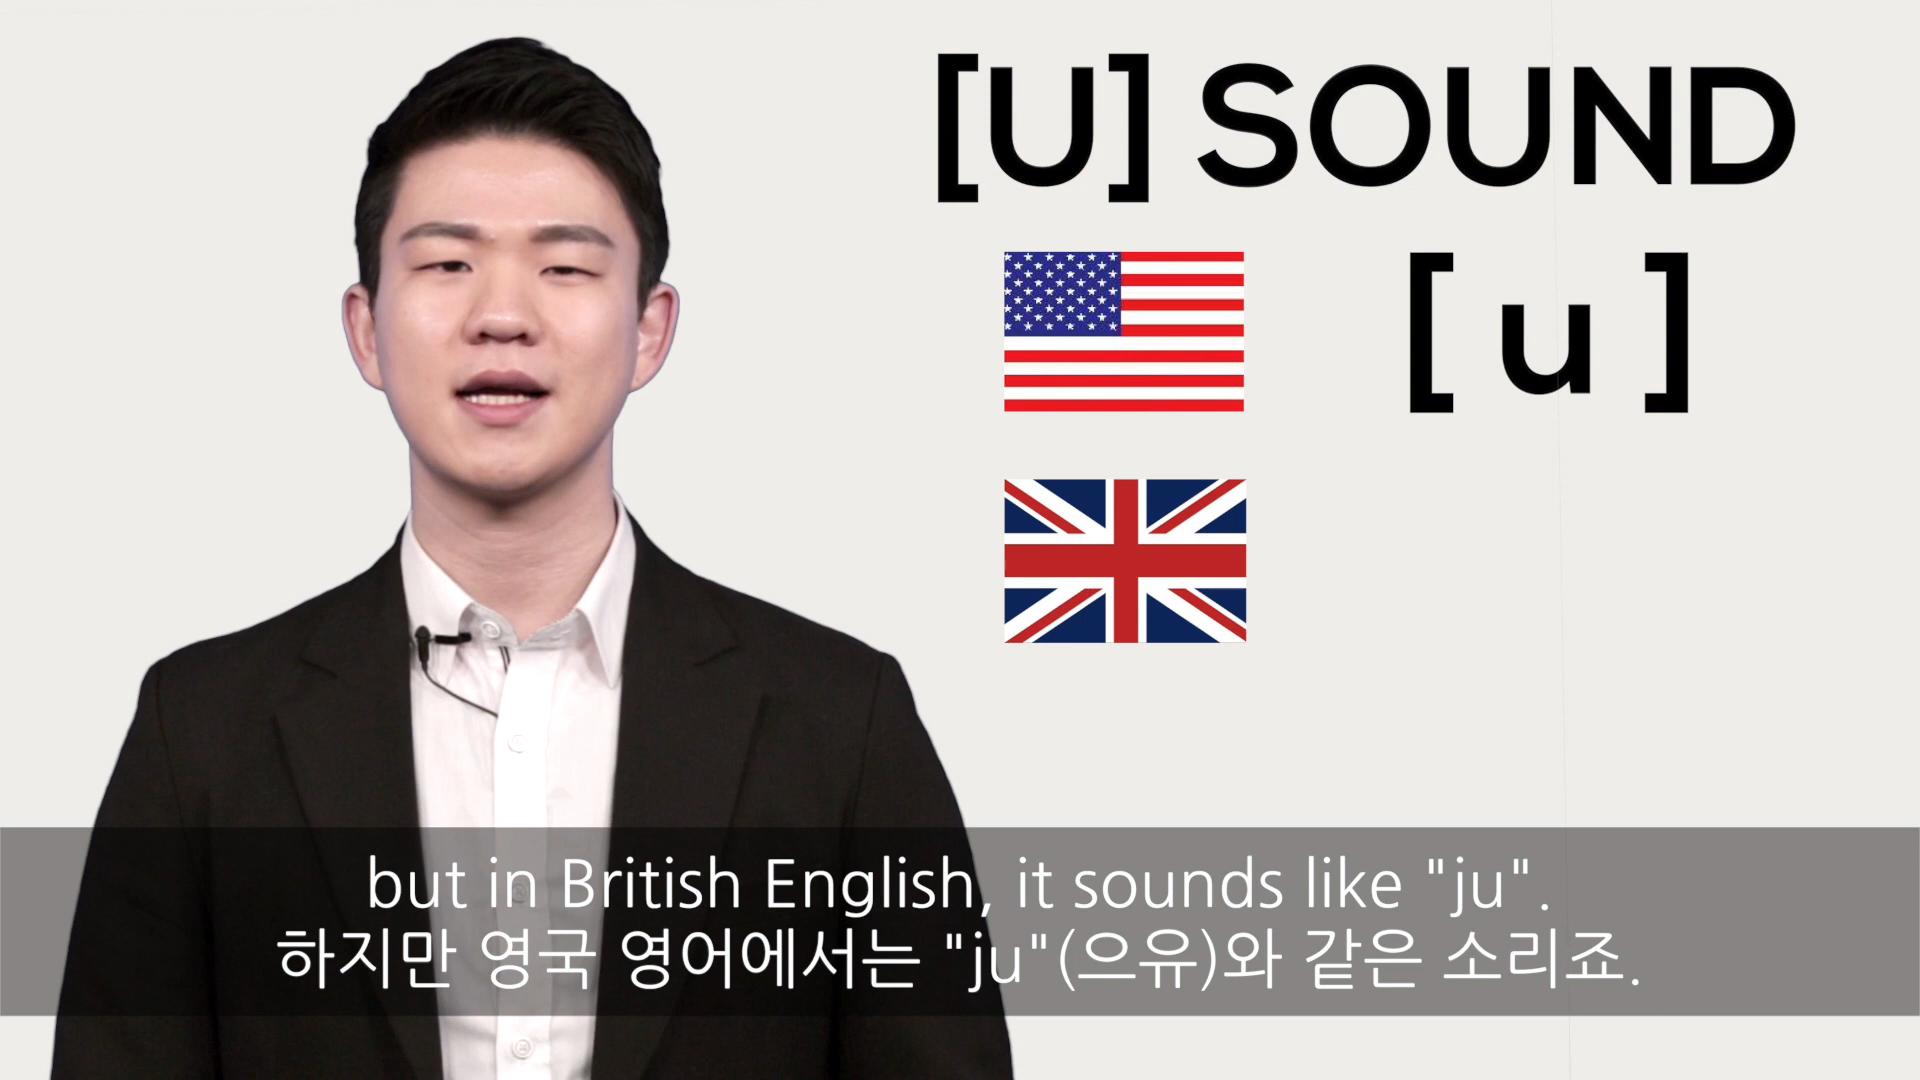 [U] SOUND
[ u ]
but in British English, it sounds like "ju".
하지만 영국 영어에서는 "ju"(으유)와 같은 소리죠.